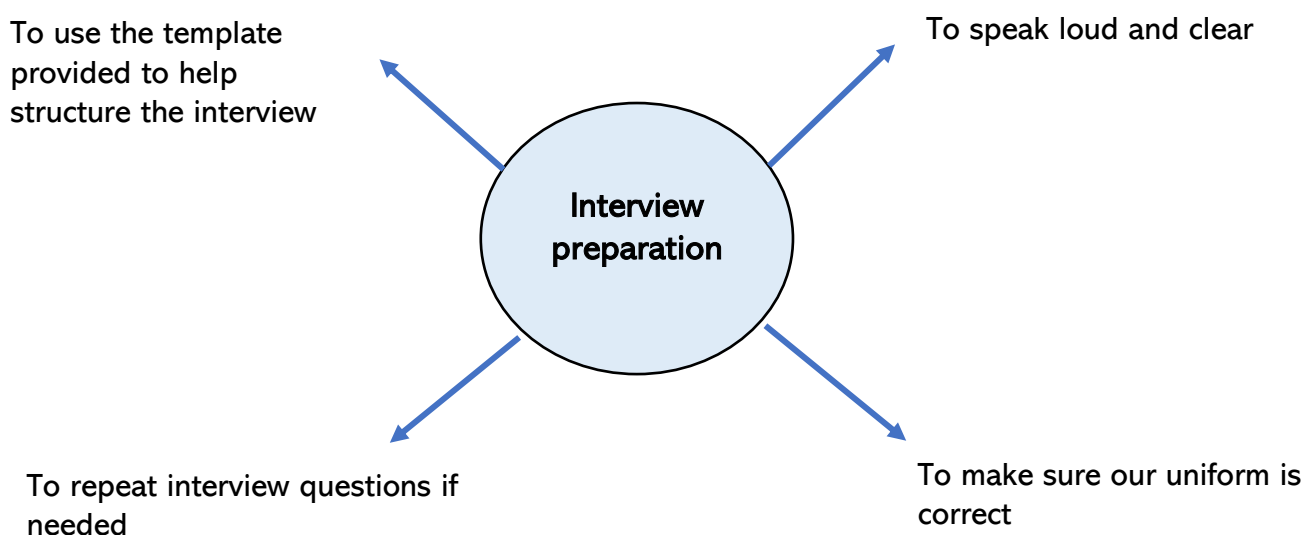 To use the template
provided to help
structure the interview
To speak loud and clear
Interview
preparation
To repeat interview questions if
needed
To make sure our uniform is
correct